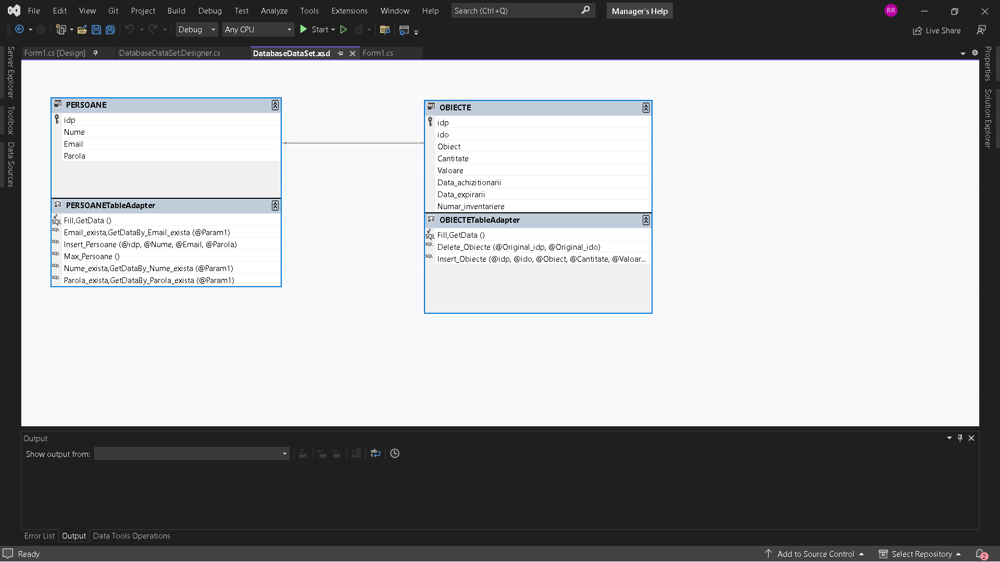 File Edit View Git Project Build Debug Test Analyze Tools Extensions Window Help Search (Ctrl+Q) Manager's Help RR
Debug Any CPU Start Live Share
Form1.cs [Design] DatabaseDataSet.Designer.cs DatabaseDataSet.xsd Form1.cs
Server Explorer
Toolbox
Data Sources
PERSOANE
idp
Nume
Email
Parola
PERSOANETableAdapter
SQL Fill,GetData ()
SQL Email_exista,GetDataBy_Email_exista (@Param1)
SQL Insert_Persoane (@idp, @Nume, @Email, @Parola)
SQL Max_Persoane ()
SQL Nume_exista,GetDataBy_Nume_exista (@Param1)
SQL Parola_exista,GetDataBy_Parola_exista (@Param1)
OBIECTE
idp
ido
Obiect
Cantitate
Valoare
Data_achizitionarii
Data_expirarii
Numar_inventariere
OBIECTETableAdapter
SQL Fill,GetData ()
SQL Delete_Obiecte (@Original_idp, @Original_ido)
SQL Insert_Obiecte (@idp, @ido, @Obiect, @Cantitate, @Valoar...
Properties
Solution Explorer
Output
Show output from:
Error List Output Data Tools Operations
Ready Add to Source Control Select Repository 2